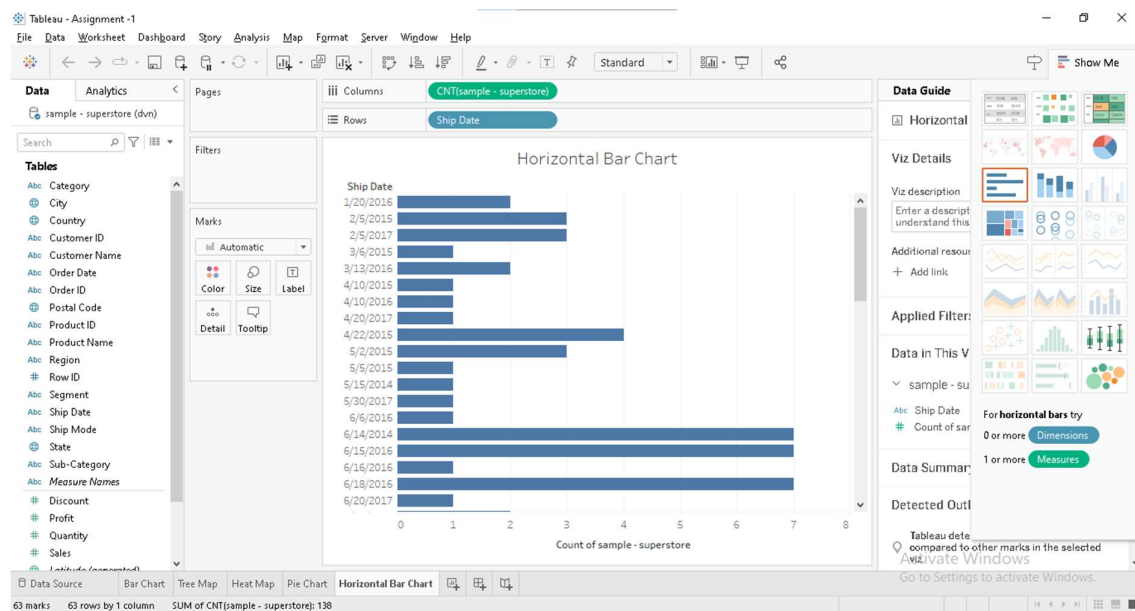 Tableau - Assignment -1
File Data Worksheet Dashboard Story Analysis Map Format Server Window Help
Standard
Show Me
Data Analytics
sample - superstore (dvn)
Search
Tables
Abc Category
City
Country
Abc Customer ID
Abc Customer Name
Abc Order Date
Abc Order ID
Postal Code
Abc Product ID
Abc Product Name
Abc Region
# Row ID
Abc Segment
Abc Ship Date
Abc Ship Mode
State
Abc Sub-Category
Abc Measure Names
# Discount
# Profit
# Quantity
# Sales
Latitude (generated)
Pages
Filters
Marks
Automatic
Color Size Label
Detail Tooltip
Columns CNT(sample - superstore)
Rows Ship Date
Horizontal Bar Chart
Ship Date
1/20/2016
2/5/2015
2/5/2017
3/6/2015
3/13/2016
4/10/2015
4/10/2016
4/20/2017
4/22/2015
5/2/2015
5/5/2015
5/15/2014
5/30/2017
6/6/2016
6/14/2014
6/15/2016
6/16/2016
6/18/2016
6/20/2017
0 1 2 3 4 5 6 7 8
Count of sample - superstore
Data Guide
Horizontal
Viz Details
Viz description
Enter a descript
understand this
Additional resour
+ Add link
Applied Filters
Data in This V
sample - su
Abc Ship Date
# Count of sar
Data Summary
Detected Outl
Tableau dete
compared to other marks in the selected
viz.
For horizontal bars try
0 or more Dimensions
1 or more Measures
Activate Windows
Go to Settings to activate Windows.
Data Source Bar Chart Tree Map Heat Map Pie Chart Horizontal Bar Chart
63 marks 63 rows by 1 column SUM of CNT(sample - superstore): 138